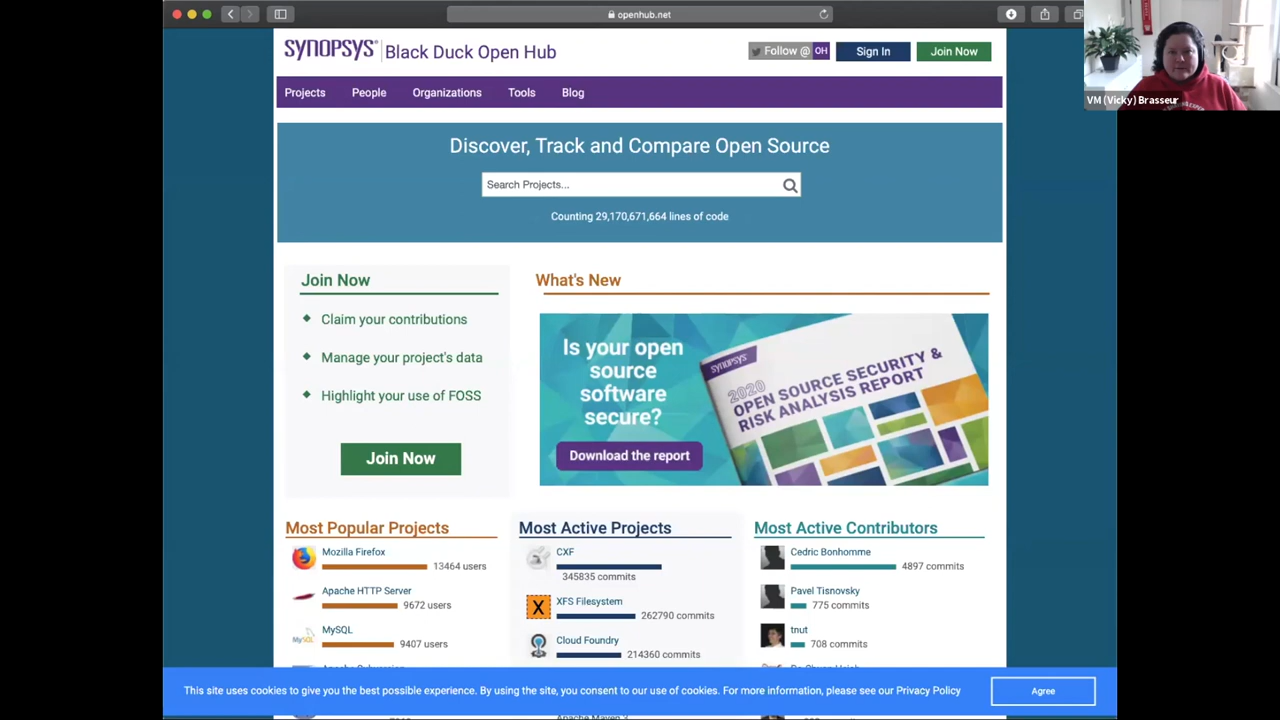 openhub.net
SYNOPSYS® Black Duck Open Hub
Follow @ OH
Sign In
Join Now
VM (Vicky) Brasseur
Projects People Organizations Tools Blog
Discover, Track and Compare Open Source
Search Projects...
Counting 29,170,671,664 lines of code
Join Now
Claim your contributions
Manage your project's data
Highlight your use of FOSS
Join Now
What's New
Is your open
source
software
secure?
Download the report
SYNOPSYS
2020
OPEN SOURCE SECURITY &
RISK ANALYSIS REPORT
Most Popular Projects
Mozilla Firefox
13464 users
Apache HTTP Server
9672 users
MySQL
MySQL
9407 users
Most Active Projects
CXF
345835 commits
X
XFS Filesystem
262790 commits
Cloud Foundry
214360 commits
Most Active Contributors
Cedric Bonhomme
4897 commits
Pavel Tisnovsky
775 commits
tnut
708 commits
This site uses cookies to give you the best possible experience. By using the site, you consent to our use of cookies. For more information, please see our Privacy Policy
Agree